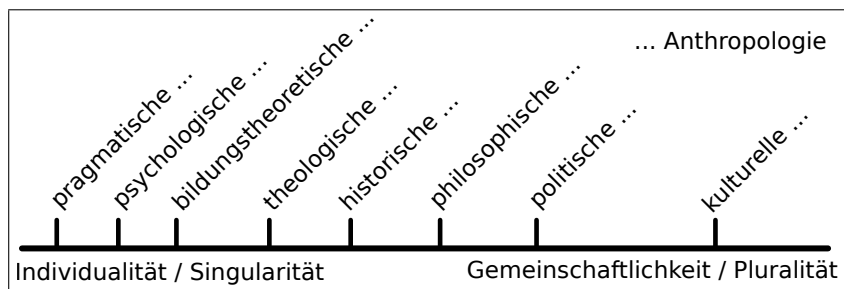 ... Anthropologie
pragmatische ...
psychologische ...
bildungstheoretische ...
theologische ...
historische ...
philosophische ...
politische ...
kulturelle ...
Individualität / Singularität
Gemeinschaftlichkeit / Pluralität